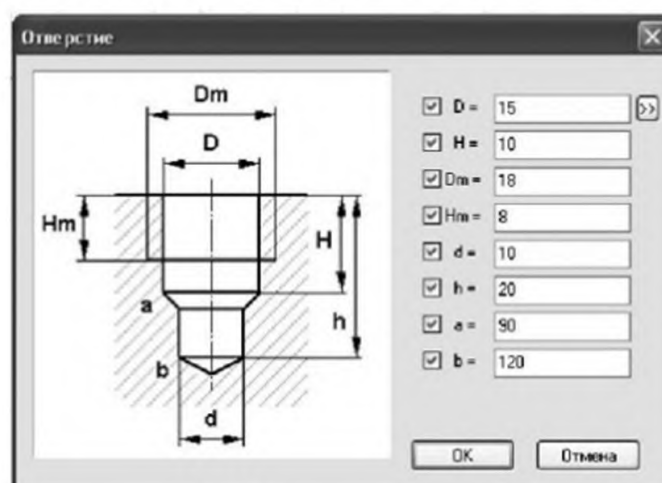 Отверстие
Dm
D
Hm
H
a
h
b
d
D = 15 >>
H = 10
Dm = 18
Hm = 8
d = 10
h = 20
a = 90
b = 120
OK Отмена